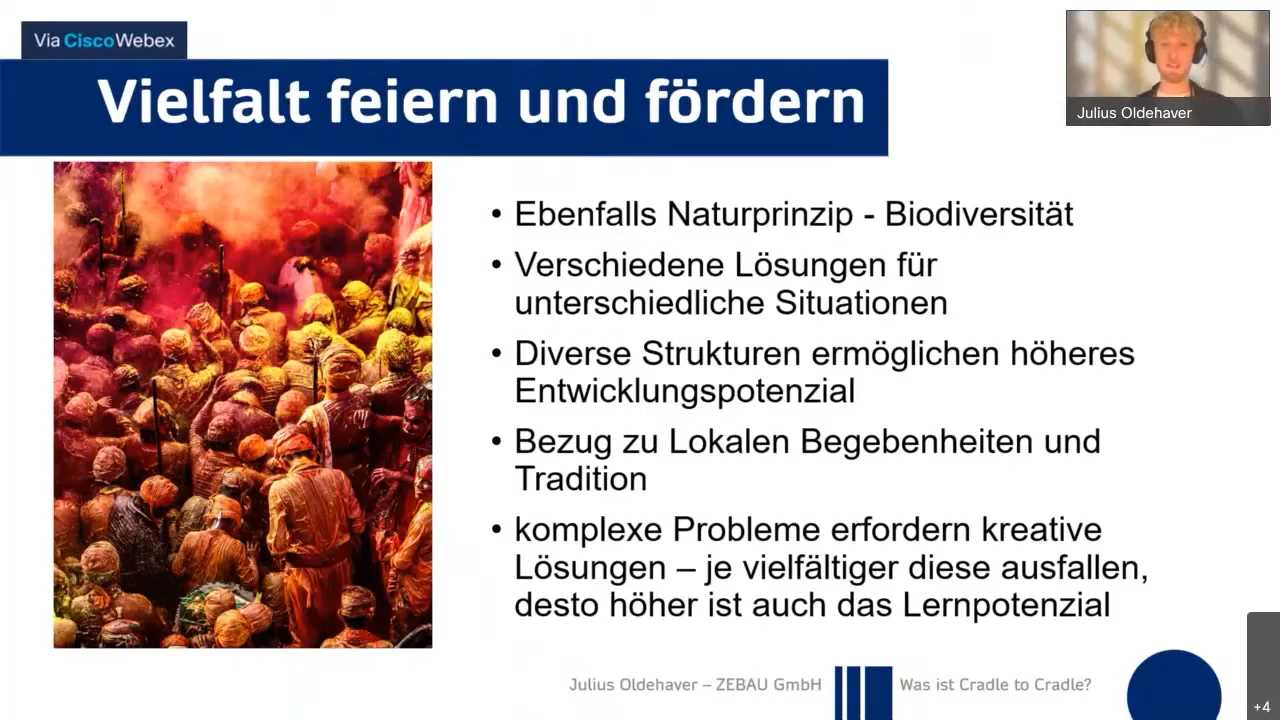 Via Cisco Webex
Vielfalt feiern und fördern
Julius Oldehaver
• Ebenfalls Naturprinzip - Biodiversität
• Verschiedene Lösungen für
unterschiedliche Situationen
• Diverse Strukturen ermöglichen höheres
Entwicklungspotenzial
• Bezug zu Lokalen Begebenheiten und
Tradition
• komplexe Probleme erfordern kreative
Lösungen – je vielfältiger diese ausfallen,
desto höher ist auch das Lernpotenzial
Julius Oldehaver – ZEBAU GmbH
Was ist Cradle to Cradle?
+4